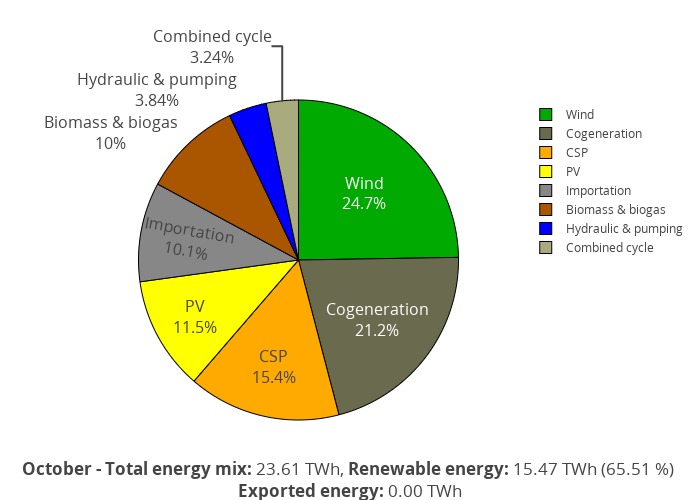 Combined cycle
3.24%
Hydraulic & pumping
3.84%
Biomass & biogas
10%
Wind
24.7%
Importation
10.1%
Cogeneration
21.2%
PV
11.5%
CSP
15.4%
Wind
Cogeneration
CSP
PV
Importation
Biomass & biogas
Hydraulic & pumping
Combined cycle
October - Total energy mix: 23.61 TWh, Renewable energy: 15.47 TWh (65.51 %)
Exported energy: 0.00 TWh